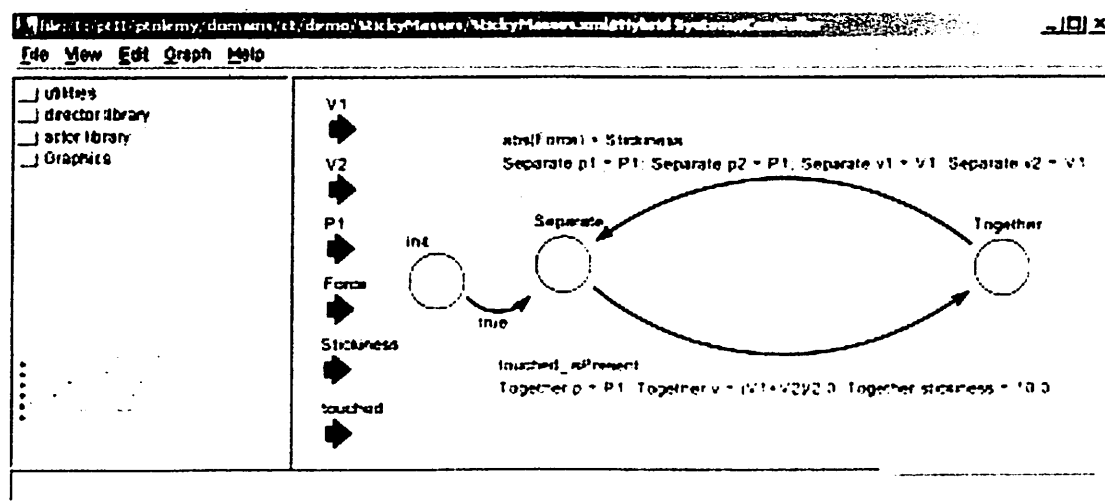 File View Edit Graph Help
utilities
director library
actor library
Graphics
V1
V2
P1
Force
Stickiness
touched
init
true
Separate
Together
abs(Force) > Stickiness
Separate.p1 = P1; Separate.p2 = P1; Separate.v1 = V1; Separate.v2 = V1
touched_isPresent
Together.p = P1; Together.v = (V1+V2)/2.0; Together.stickiness = 10.0